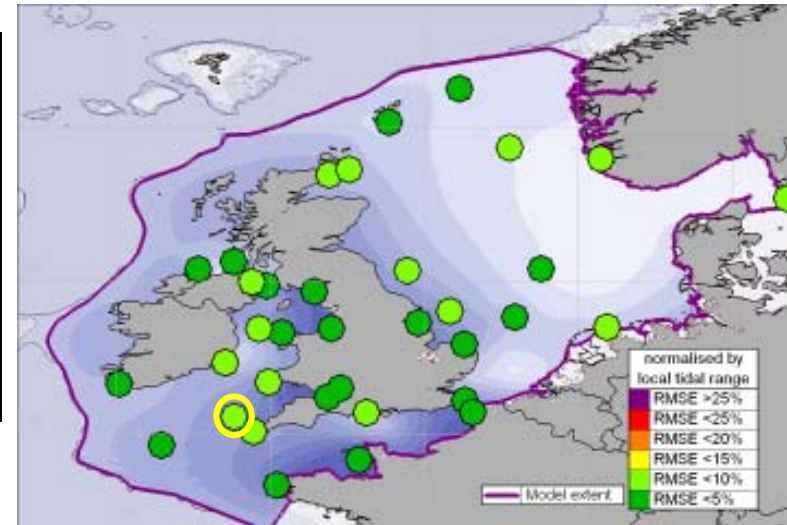 normalised by
local tidal range
RMSE >25%
RMSE <25%
RMSE <20%
RMSE <15%
RMSE <10%
RMSE <5%
Model extent